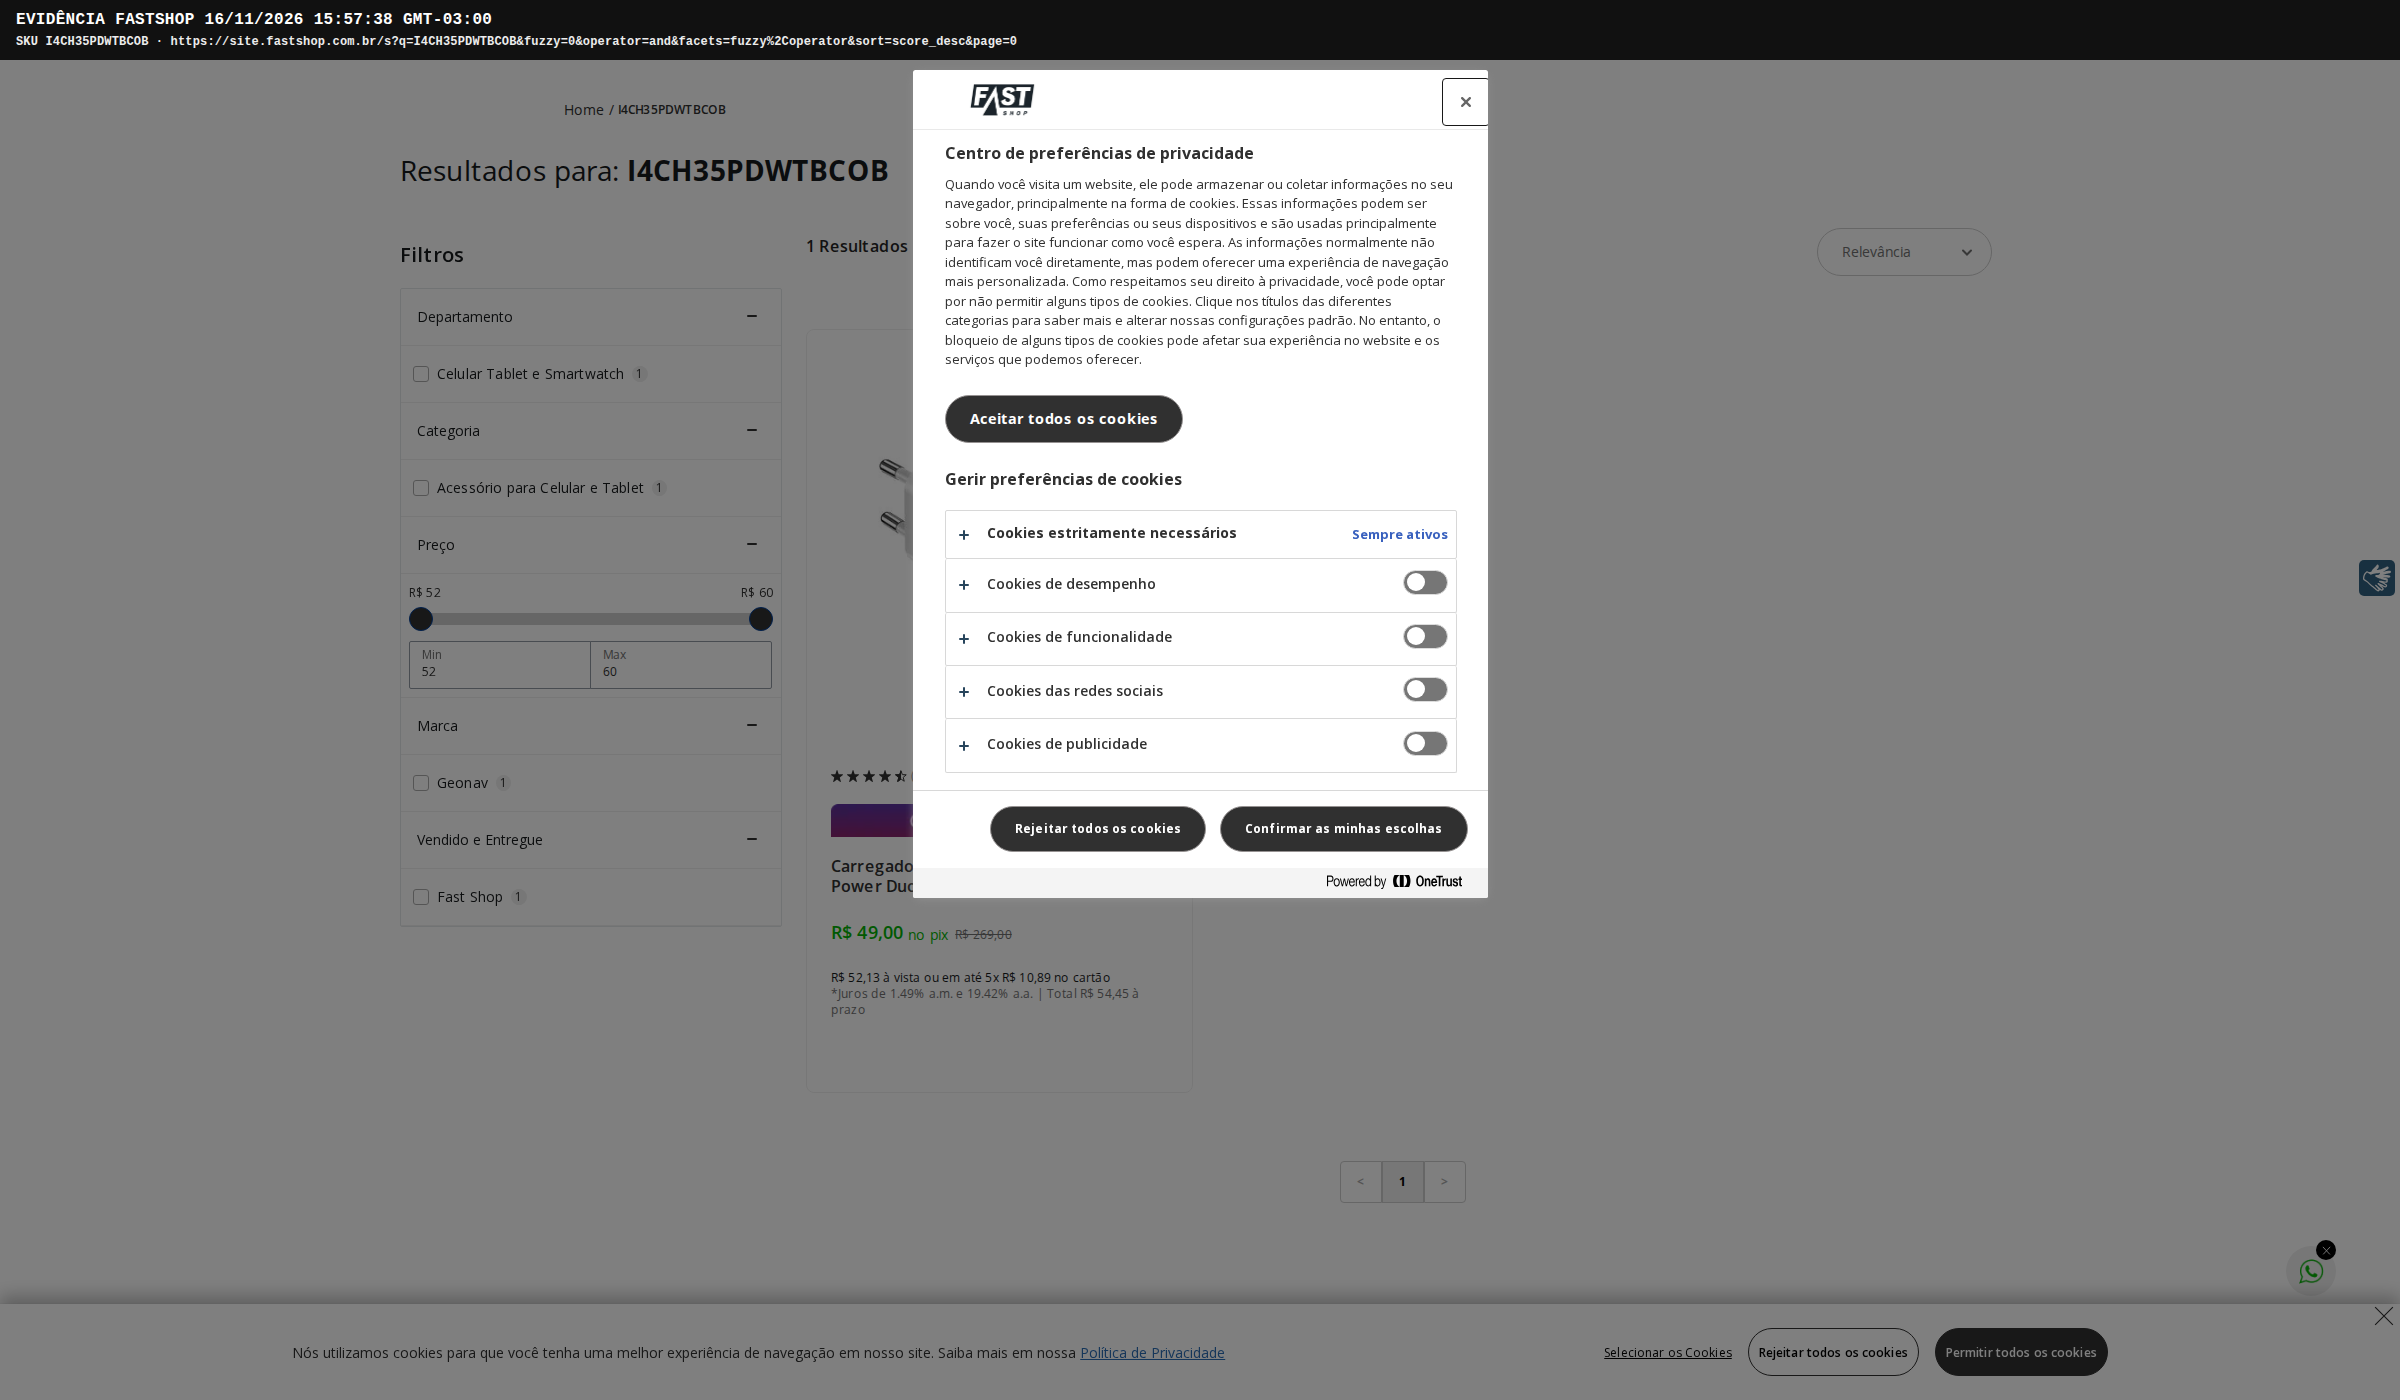 EVIDÊNCIA FASTSHOP 16/11/2026 15:57:38 GMT-03:00
SKU I4CH35PDWTBCOB · https://site.fastshop.com.br/s?q=I4CH35PDWTBCOB&fuzzy=0&operator=and&facets=fuzzy%2Coperator&sort=score_desc&page=0
Home / I4CH35PDWTBCOB
Resultados para: I4CH35PDWTBCOB
Filtros
1 Resultados
Relevância
Departamento
Celular Tablet e Smartwatch 1
Categoria
Acessório para Celular e Tablet 1
Preço
R$ 52 R$ 60
Min Max
52 60
Marca
Geonav 1
Vendido e Entregue
Fast Shop 1
Power Duo
R$ 49,00 no pix R$ 269,00
R$ 52,13 à vista ou em até 5x R$ 10,89 no cartão
*Juros de 1.49% a.m. e 19.42% a.a. | Total R$ 54,45 à
prazo
< 1 >
FAST
SHOP
Centro de preferências de privacidade
Quando você visita um website, ele pode armazenar ou coletar informações no seu
navegador, principalmente na forma de cookies. Essas informações podem ser
sobre você, suas preferências ou seus dispositivos e são usadas principalmente
para fazer o site funcionar como você espera. As informações normalmente não
identificam você diretamente, mas podem oferecer uma experiência de navegação
mais personalizada. Como respeitamos seu direito à privacidade, você pode optar
por não permitir alguns tipos de cookies. Clique nos títulos das diferentes
categorias para saber mais e alterar nossas configurações padrão. No entanto, o
bloqueio de alguns tipos de cookies pode afetar sua experiência no website e os
serviços que podemos oferecer.
Aceitar todos os cookies
Gerir preferências de cookies
Cookies estritamente necessários Sempre ativos
Cookies de desempenho
Cookies de funcionalidade
Cookies das redes sociais
Cookies de publicidade
Rejeitar todos os cookies Confirmar as minhas escolhas
Powered by OneTrust
Nós utilizamos cookies para que você tenha uma melhor experiência de navegação em nosso site. Saiba mais em nossa Política de Privacidade
Selecionar os Cookies Rejeitar todos os cookies Permitir todos os cookies